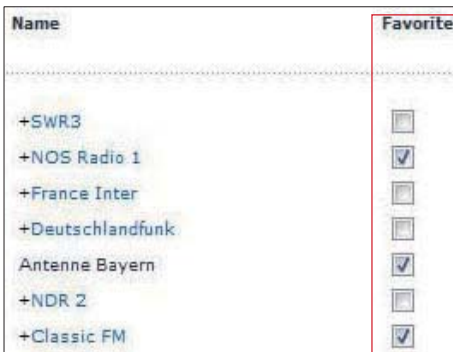 Name Favorite
+SWR3
+NOS Radio 1
+France Inter
+Deutschlandfunk
Antenne Bayern
+NDR 2
+Classic FM